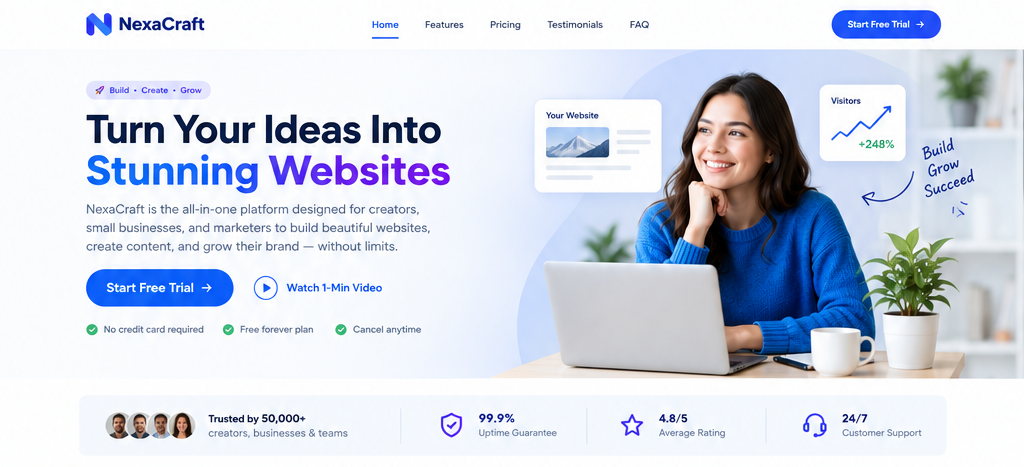 NexaCraft
Home
Features
Pricing
Testimonials
FAQ
Start Free Trial →
Build • Create • Grow
Turn Your Ideas Into
Stunning Websites
NexaCraft is the all-in-one platform designed for creators,
small businesses, and marketers to build beautiful websites,
create content, and grow their brand — without limits.
Start Free Trial →
Watch 1-Min Video
No credit card required
Free forever plan
Cancel anytime
Your Website
Visitors
+248%
Build
Grow
Succeed
Trusted by 50,000+
creators, businesses & teams
99.9%
Uptime Guarantee
4.8/5
Average Rating
24/7
Customer Support